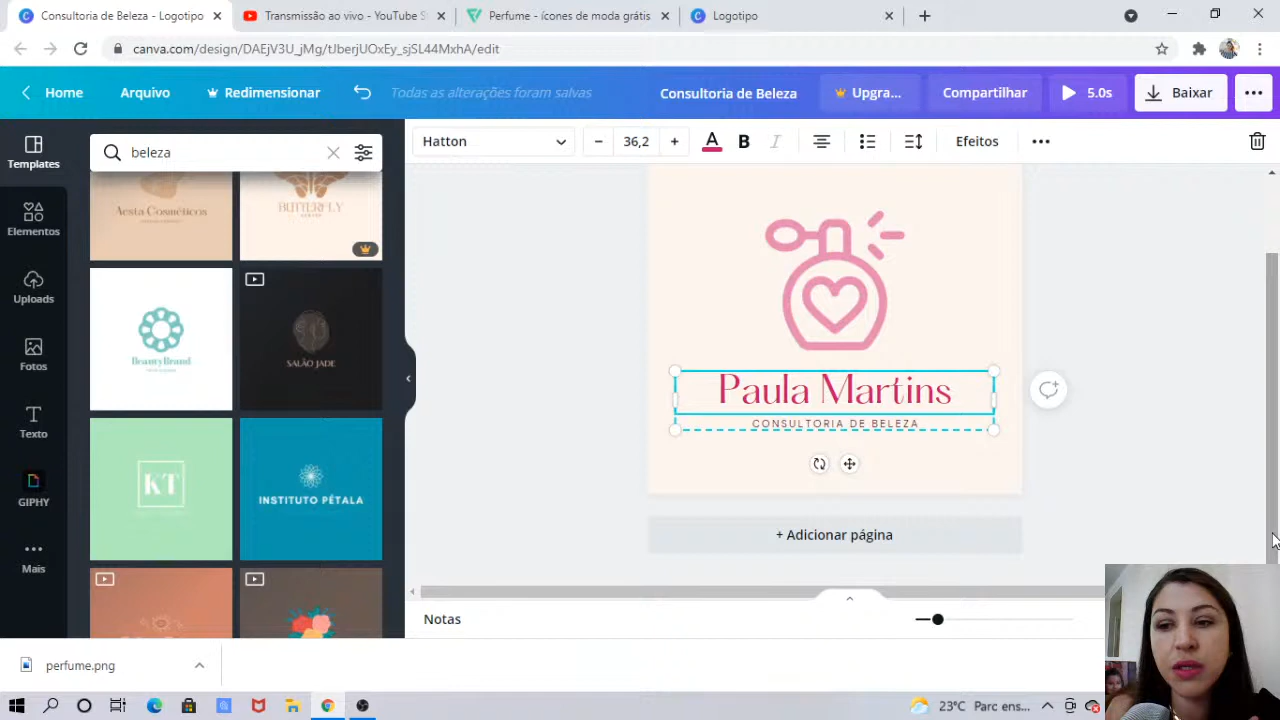 Consultoria de Beleza - Logotipo
Transmissão ao vivo - YouTube S
Perfume - ícones de moda grátis
Logotipo
canva.com/design/DAEjV3U_jMg/tJberjUOxEy_sjSL44MxhA/edit
Home
Arquivo
Redimensionar
Todas as alterações foram salvas
Consultoria de Beleza
Upgra...
Compartilhar
5.0s
Baixar
Templates
Elementos
Uploads
Fotos
Texto
GIPHY
Mais
beleza
Hatton
36,2
A
B
I
Efeitos
Aesta Cosméticos
BUTTERFLY
BeautyBrand
SALÃO JADE
KT
INSTITUTO PÉTALA
Paula Martins
CONSULTORIA DE BELEZA
+ Adicionar página
Notas
perfume.png
23°C Parc ens...